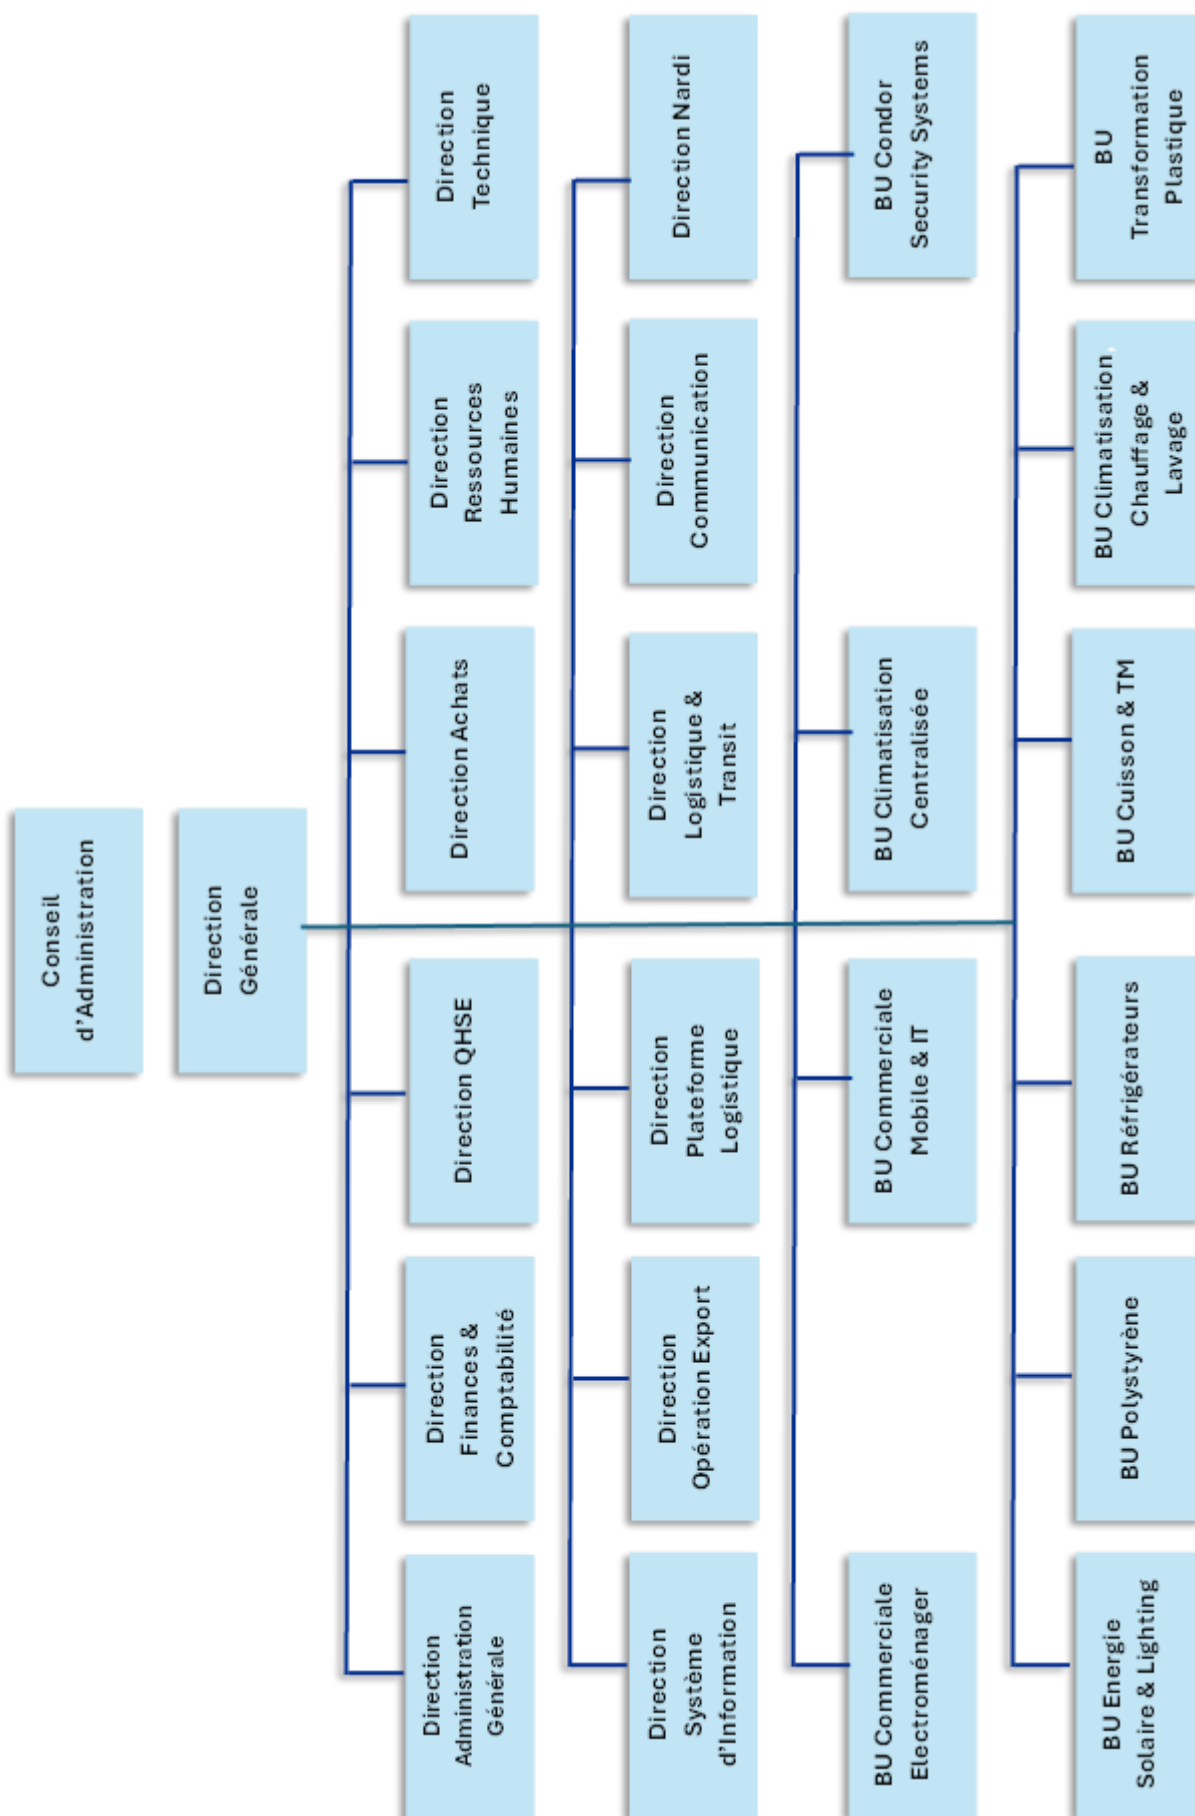 Conseil
d'Administration
Direction
Générale
Direction
Administration
Générale
Direction
Finances &
Comptabilité
Direction QHSE
Direction Achats
Direction
Ressources
Humaines
Direction
Technique
Direction
Système
d'Information
Direction
Opération Export
Direction
Plateforme
Logistique
Direction
Logistique &
Transit
Direction
Communication
Direction Nardi
BU Commerciale
Electroménager
BU Commerciale
Mobile & IT
BU Climatisation
Centralisée
BU Condor
Security Systems
BU Energie
Solaire & Lighting
BU Polystyrène
BU Réfrigérateurs
BU Cuisson & TM
BU Climatisation,
Chauffage &
Lavage
BU
Transformation
Plastique